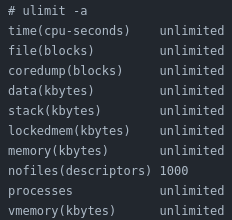 # ulimit -a
time(cpu-seconds)    unlimited
file(blocks)         unlimited
coredump(blocks)     unlimited
data(kbytes)         unlimited
stack(kbytes)        unlimited
lockedmem(kbytes)    unlimited
memory(kbytes)       unlimited
nofiles(descriptors) 1000
processes            unlimited
vmemory(kbytes)      unlimited